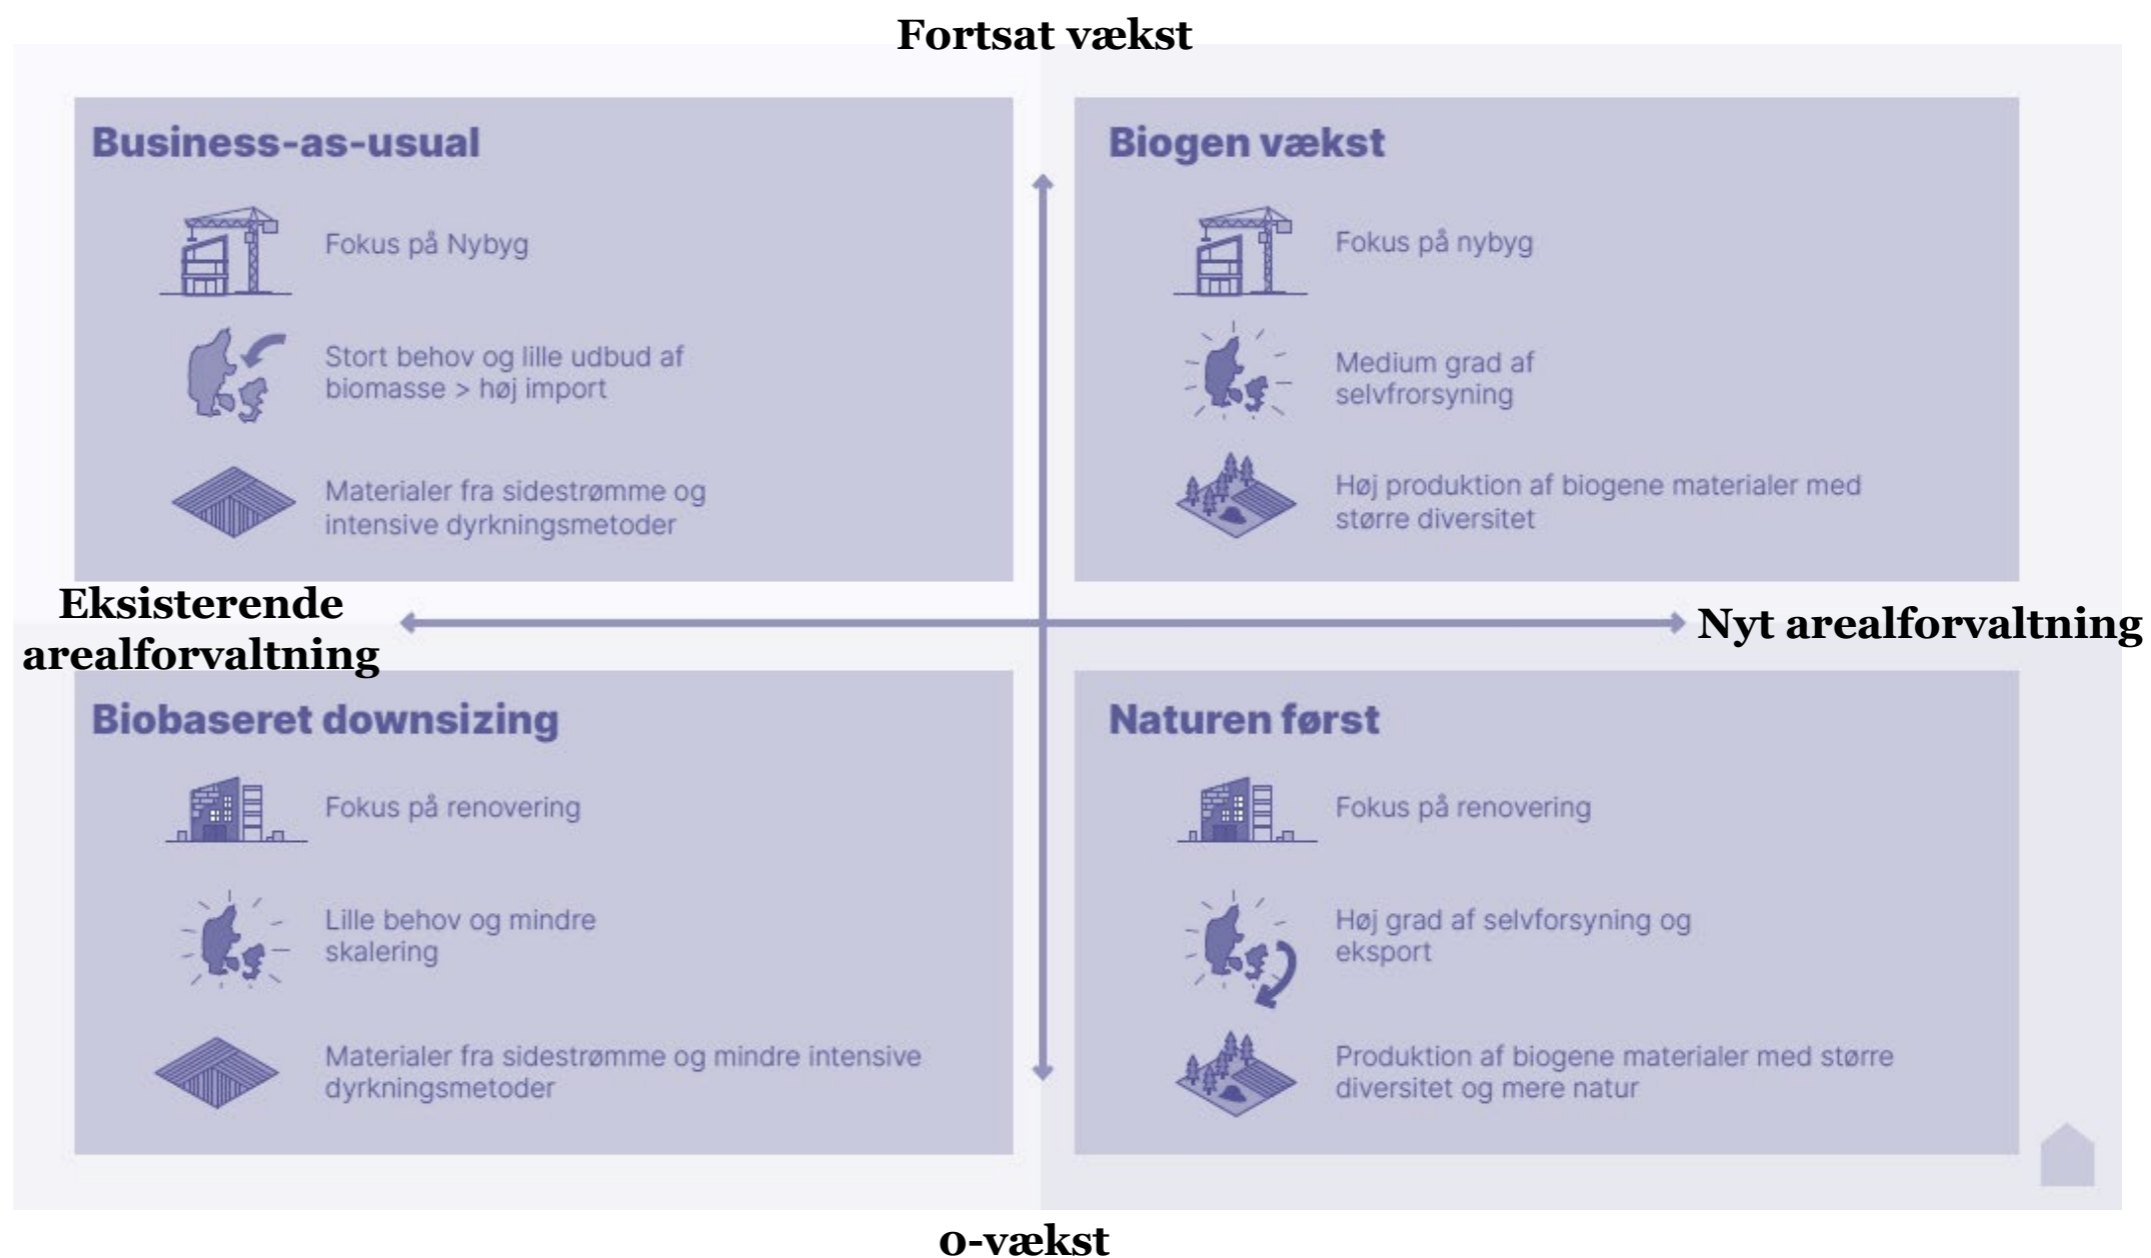 Fortsat vækst
Business-as-usual
Fokus på Nybyg
Stort behov og lille udbud af
biomasse > høj import
Materialer fra sidestrømme og
intensive dyrkningsmetoder
Biogen vækst
Fokus på nybyg
Medium grad af
selvfrorsyning
Høj produktion af biogene materialer med
større diversitet
Eksisterende
arealforvaltning
Nyt arealforvaltning
Biobaseret downsizing
Fokus på renovering
Lille behov og mindre
skalering
Materialer fra sidestrømme og mindre intensive
dyrkningsmetoder
Naturen først
Fokus på renovering
Høj grad af selvforsyning og
eksport
Produktion af biogene materialer med større
diversitet og mere natur
0-vækst